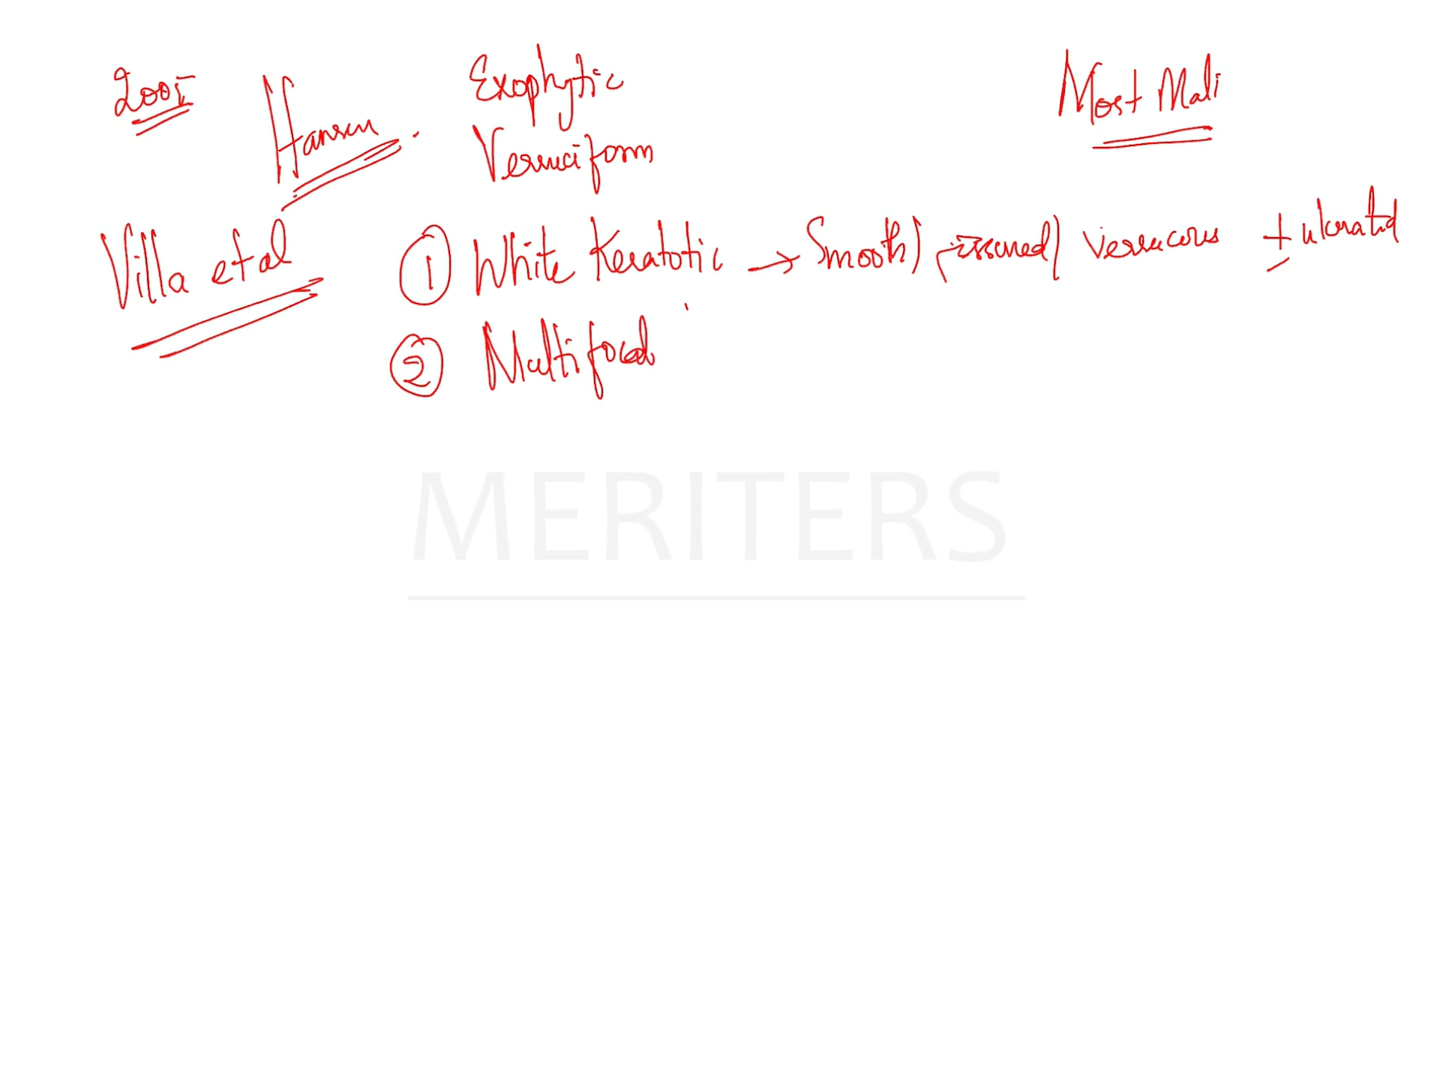 2005 Hansen. Exophytic Most Mali
Verruciform
Villa et al ① White Keratotic → Smooth/ fissured/ verrucous ± ulcerated
② Multifocal
MERITERS